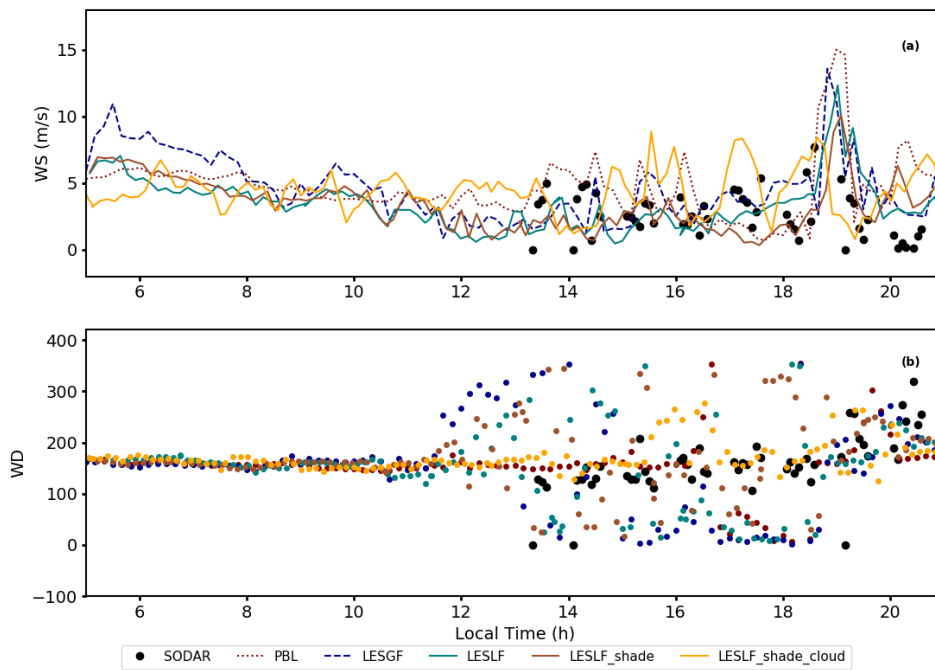 (a)
WS (m/s)
15
10
5
0
6 8 10 12 14 16 18 20
(b)
WD
400
300
200
100
0
−100
6 8 10 12 14 16 18 20
Local Time (h)
SODAR PBL LESGF LESLF LESLF_shade LESLF_shade_cloud